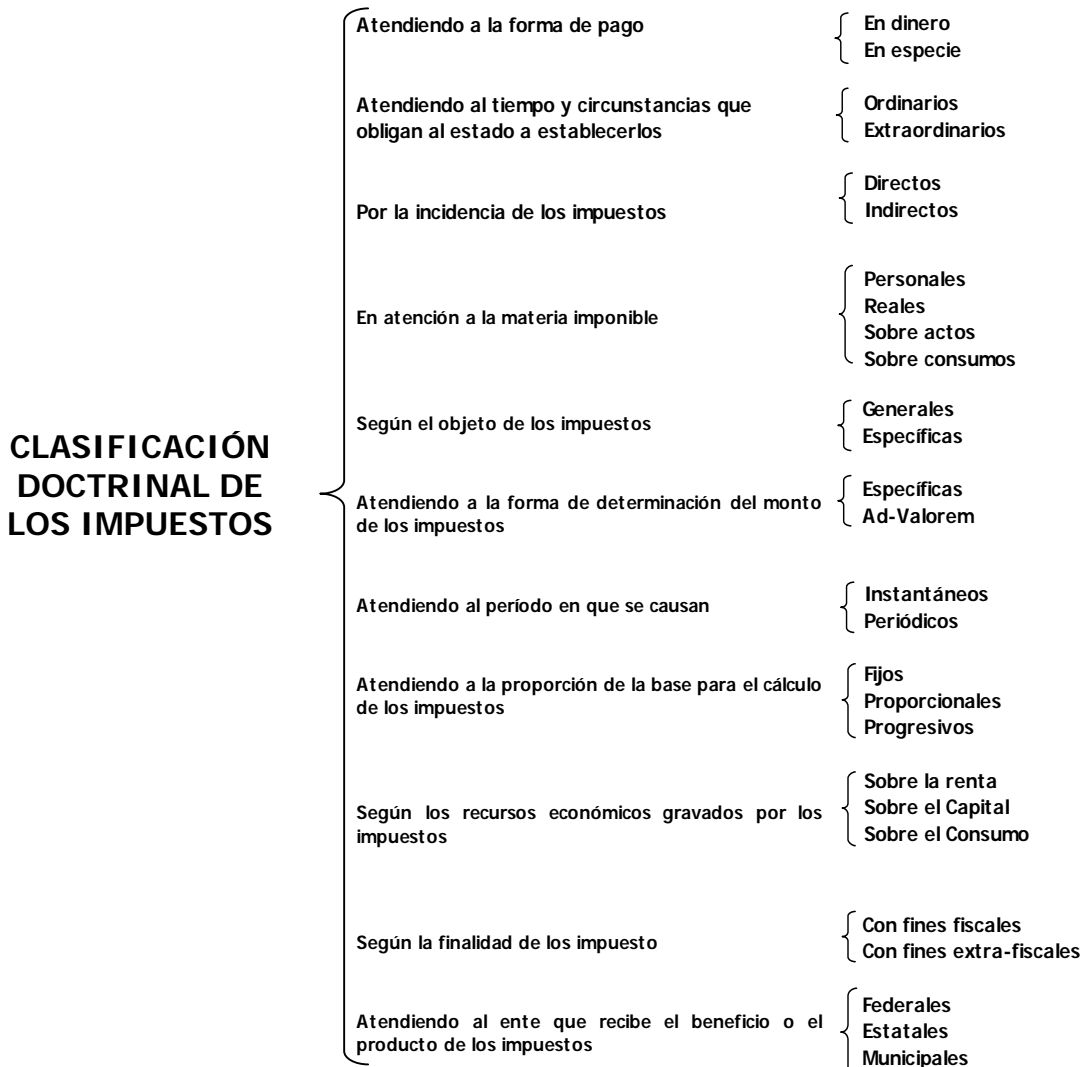 CLASIFICACIÓN
DOCTRINAL DE
LOS IMPUESTOS
Atendiendo a la forma de pago
En dinero
En especie
Atendiendo al tiempo y circunstancias que
obligan al estado a establecerlos
Ordinarios
Extraordinarios
Por la incidencia de los impuestos
Directos
Indirectos
En atención a la materia imponible
Personales
Reales
Sobre actos
Sobre consumos
Según el objeto de los impuestos
Generales
Específicas
Atendiendo a la forma de determinación del monto
de los impuestos
Específicas
Ad-Valorem
Atendiendo al período en que se causan
Instantáneos
Periódicos
Atendiendo a la proporción de la base para el cálculo
de los impuestos
Fijos
Proporcionales
Progresivos
Según los recursos económicos gravados por los
impuestos
Sobre la renta
Sobre el Capital
Sobre el Consumo
Según la finalidad de los impuesto
Con fines fiscales
Con fines extra-fiscales
Atendiendo al ente que recibe el beneficio o el
producto de los impuestos
Federales
Estatales
Municipales